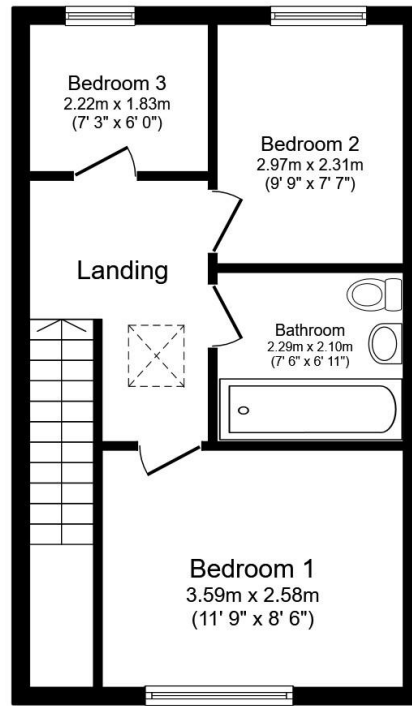 Bedroom 3
2.22m x 1.83m
(7' 3" x 6' 0")
Bedroom 2
2.97m x 2.31m
(9' 9" x 7' 7")
Landing
Bathroom
2.29m x 2.10m
(7' 6" x 6' 11")
Bedroom 1
3.59m x 2.58m
(11' 9" x 8' 6")